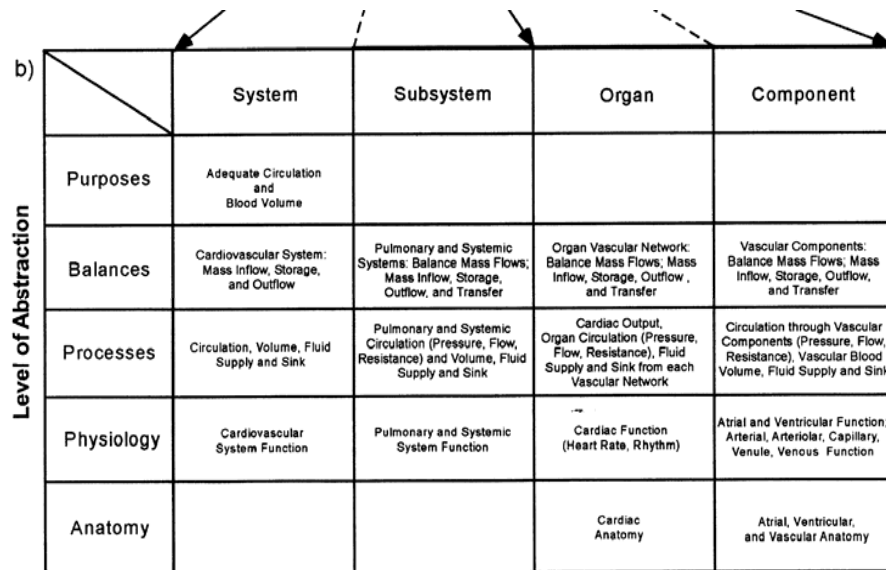 b)
System
Subsystem
Organ
Component
Level of Abstraction
Purposes
Adequate Circulation
and
Blood Volume
Balances
Cardiovascular System:
Mass Inflow, Storage,
and Outflow
Pulmonary and Systemic
Systems: Balance Mass Flows;
Mass Inflow, Storage,
Outflow, and Transfer
Organ Vascular Network:
Balance Mass Flows; Mass
Inflow, Storage, Outflow ,
and Transfer
Vascular Components:
Balance Mass Flows; Mass
Inflow, Storage, Outflow,
and Transfer
Processes
Circulation, Volume, Fluid
Supply and Sink
Pulmonary and Systemic
Circulation (Pressure, Flow,
Resistance) and Volume, Fluid
Supply and Sink
Cardiac Output,
Organ Circulation (Pressure,
Flow, Resistance), Fluid
Supply and Sink from each
Vascular Network
Circulation through Vascular
Components (Pressure, Flow,
Resistance), Vascular Blood
Volume, Fluid Supply and Sink
Physiology
Cardiovascular
System Function
Pulmonary and Systemic
System Function
Cardiac Function
(Heart Rate, Rhythm)
Atrial and Ventricular Function;
Arterial, Arteriolar, Capillary,
Venule, Venous Function
Anatomy
Cardiac
Anatomy
Atrial, Ventricular,
and Vascular Anatomy